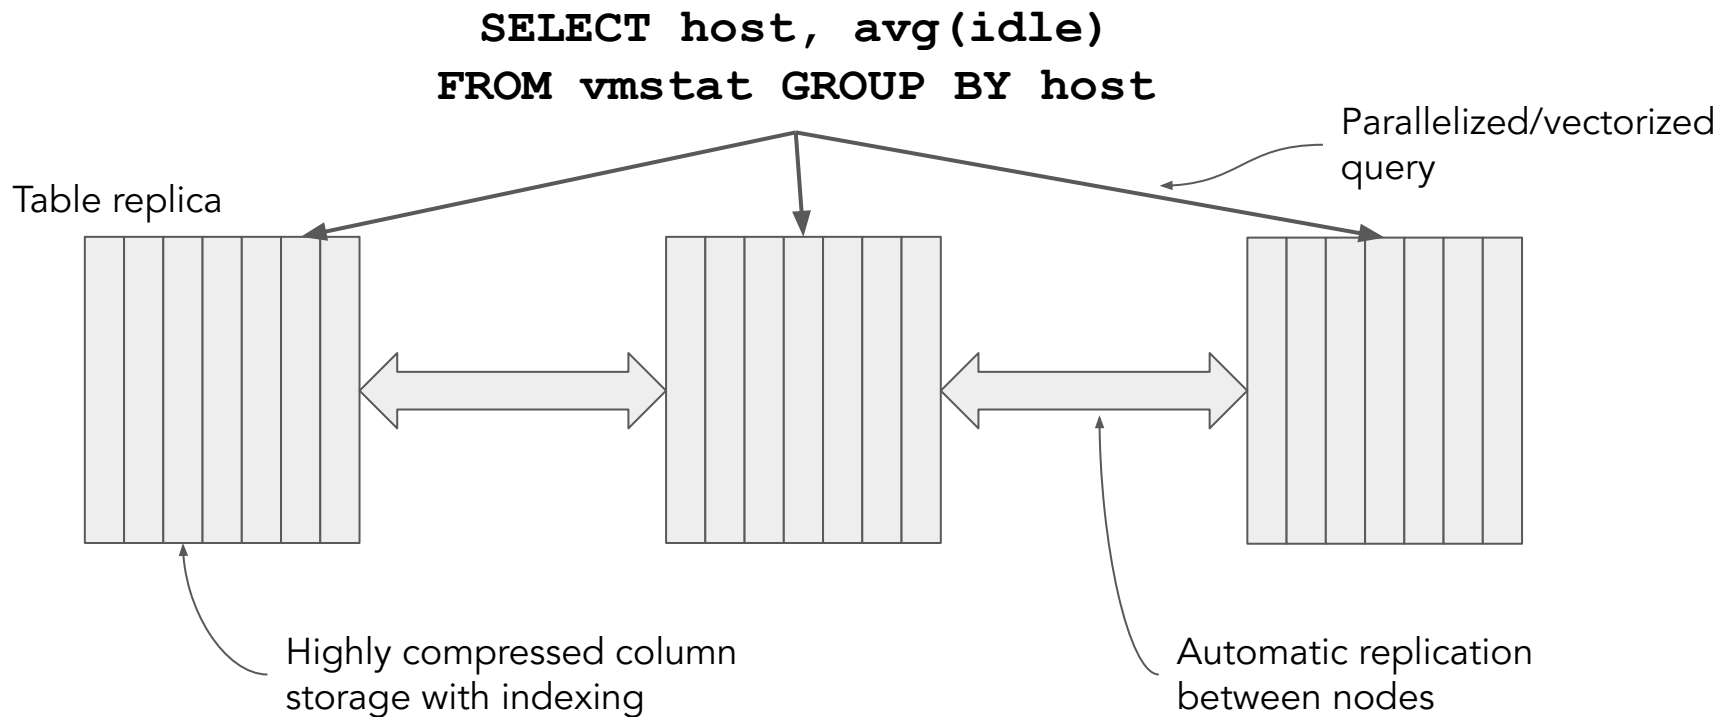 SELECT host, avg(idle)
FROM vmstat GROUP BY host
Parallelized/vectorized
query
Table replica
Highly compressed column
storage with indexing
Automatic replication
between nodes